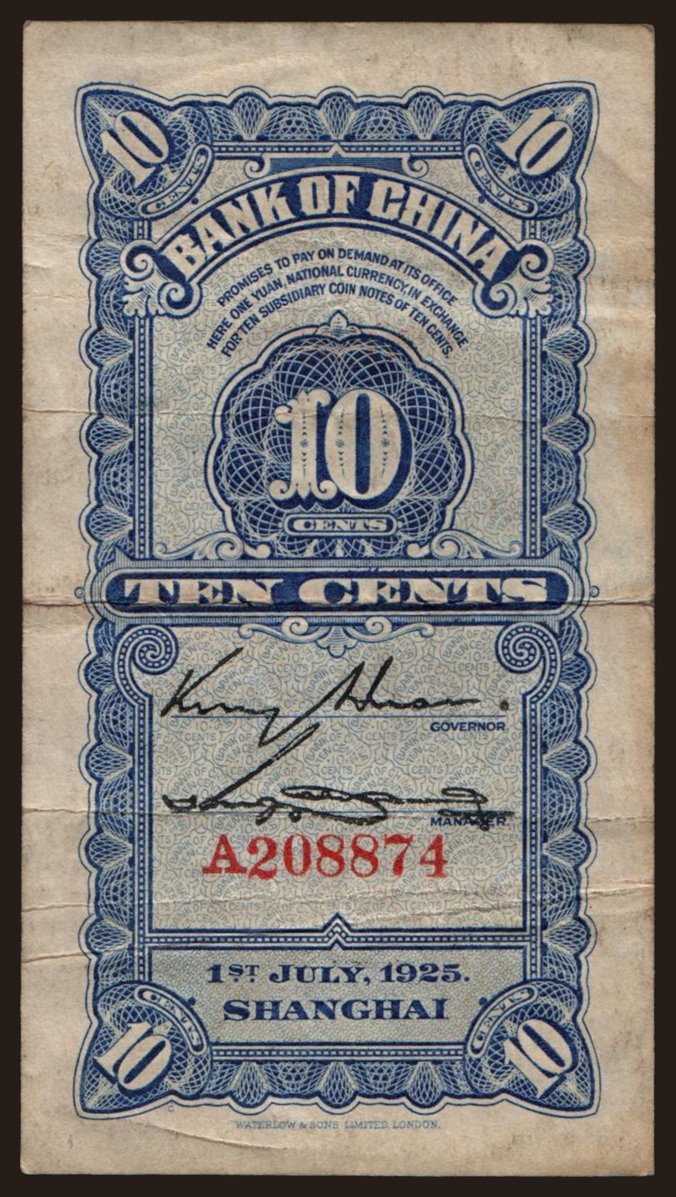 10 10
CENTS CENTS
BANK OF CHINA
PROMISES TO PAY ON DEMAND AT ITS OFFICE
HERE ONE YUAN, NATIONAL CURRENCY, IN EXCHANGE
FOR TEN SUBSIDIARY COIN NOTES OF TEN CENTS.
10
CENTS
TEN CENTS
GOVERNOR.
MANAGER
A208874
1ST JULY, 1925.
SHANGHAI
CENTS CENTS
10 10
WATERLOW & SONS LIMITED, LONDON.